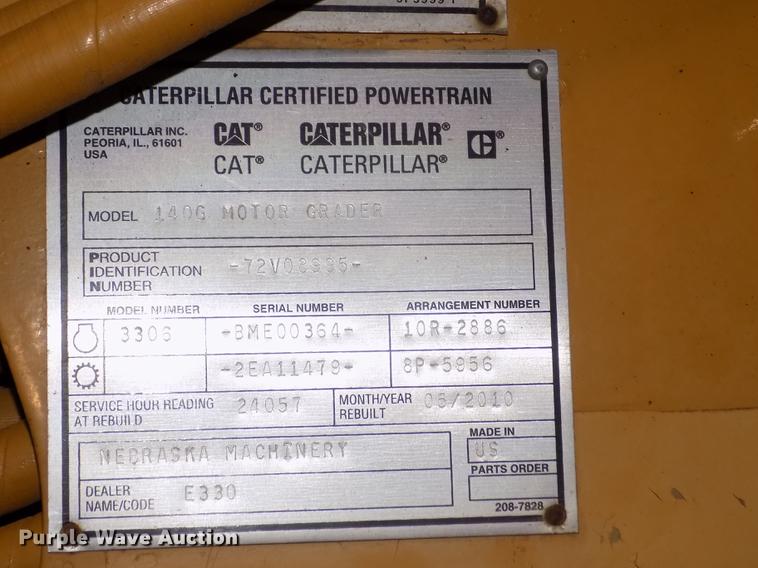 CATERPILLAR CERTIFIED POWERTRAIN
CATERPILLAR INC.
PEORIA, IL., 61601
USA
CAT® CATERPILLAR® C®
CAT® CATERPILLAR®
MODEL 140G MOTOR GRADER
PRODUCT
IDENTIFICATION
NUMBER
MODEL NUMBER SERIAL NUMBER ARRANGEMENT NUMBER
3306 -8ME00364- 10R-2886
-2EA11479- 8P-5956
SERVICE HOUR READING
AT REBUILD 24057
MONTH/YEAR
REBUILT 05/2010
NEBRASKA MACHINERY
DEALER
NAME/CODE E330
MADE IN
US
PARTS ORDER
208-7828
Purple Wave Auction